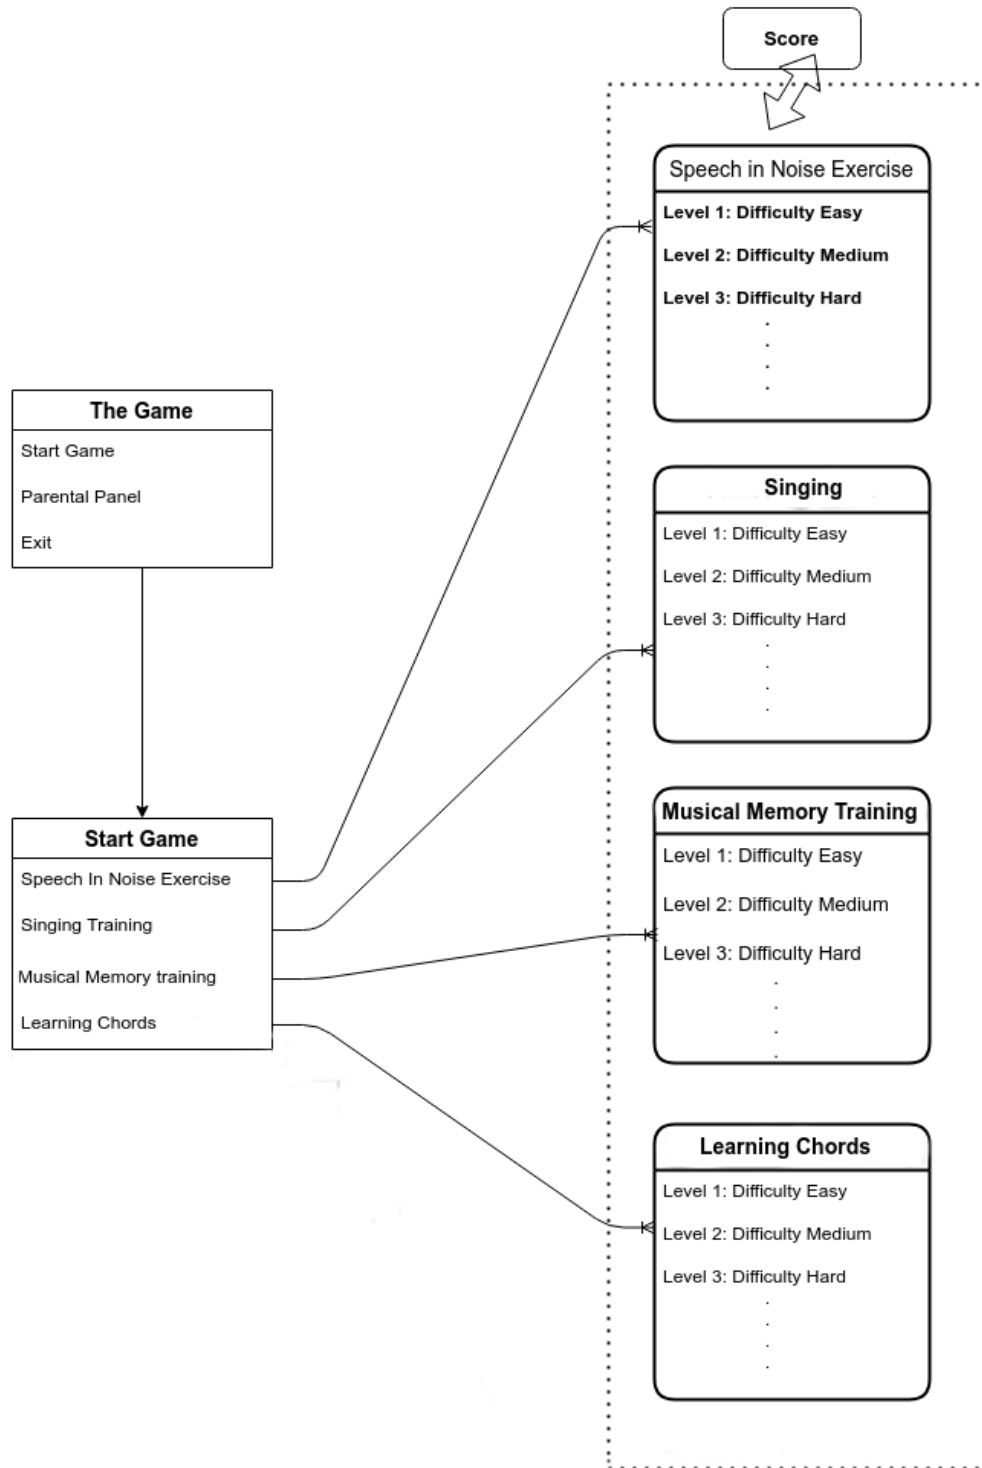 Score
Speech in Noise Exercise
Level 1: Difficulty Easy
Level 2: Difficulty Medium
Level 3: Difficulty Hard
.
.
.
.
The Game
Start Game
Parental Panel
Exit
Singing
Level 1: Difficulty Easy
Level 2: Difficulty Medium
Level 3: Difficulty Hard
.
.
.
.
Start Game
Speech In Noise Exercise
Singing Training
Musical Memory training
Learning Chords
Musical Memory Training
Level 1: Difficulty Easy
Level 2: Difficulty Medium
Level 3: Difficulty Hard
.
.
.
.
Learning Chords
Level 1: Difficulty Easy
Level 2: Difficulty Medium
Level 3: Difficulty Hard
.
.
.
.